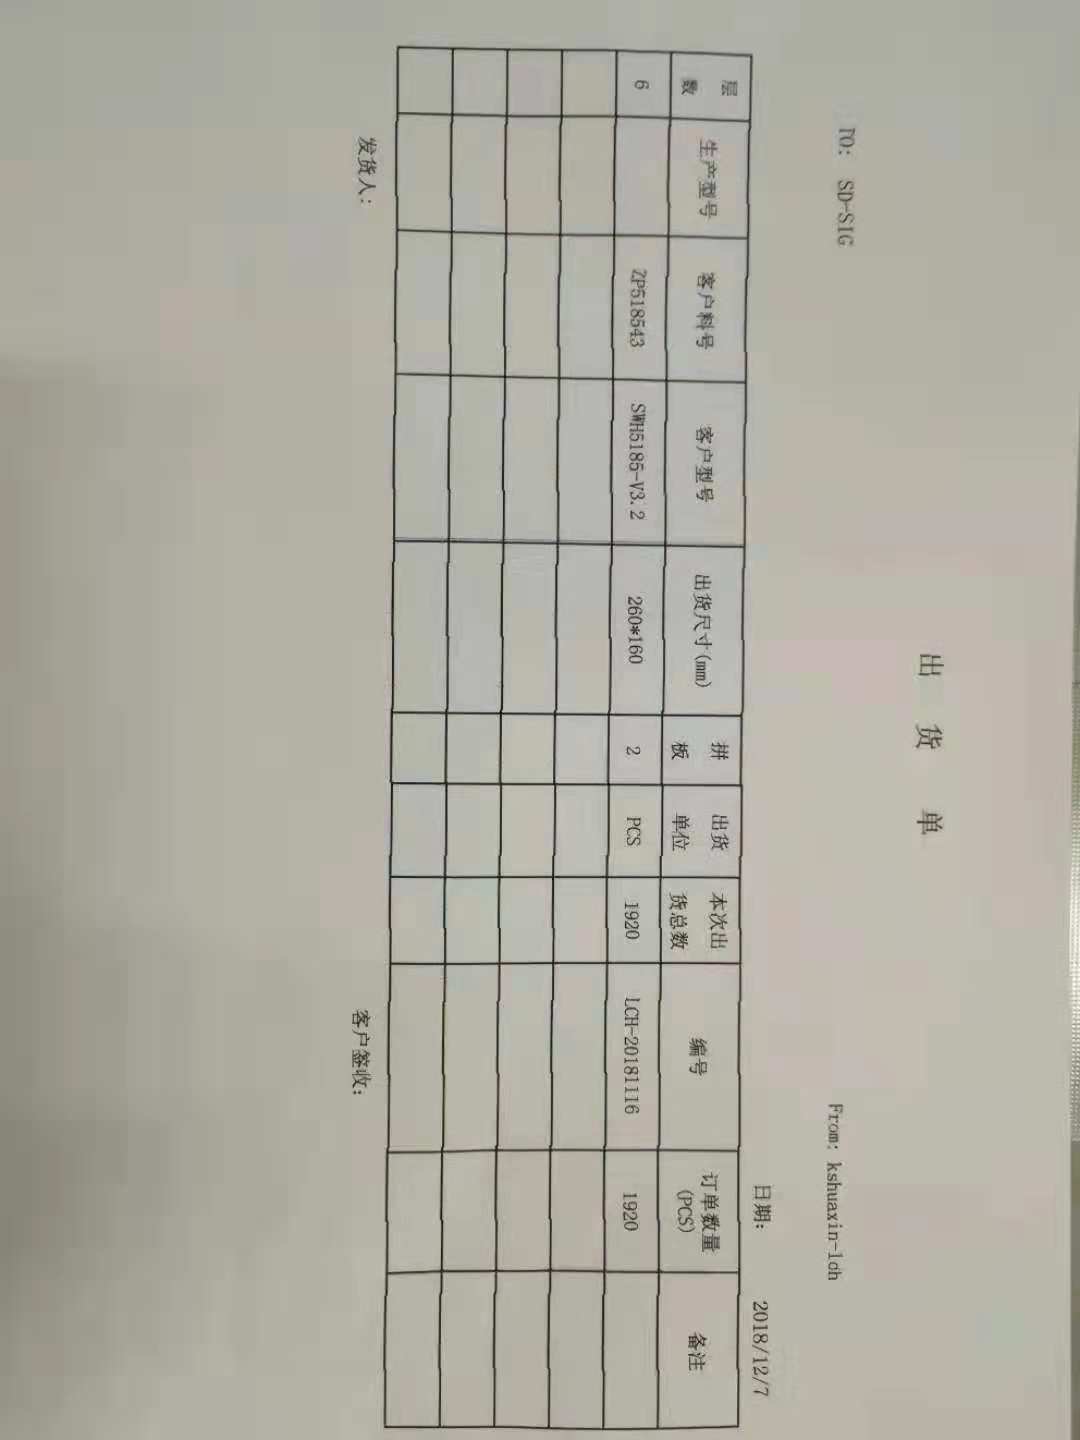 出 货 单
TO: SD-SIG From: kshuaxin-lch
日期: 2018/12/7
层数 生产型号 客户料号 客户型号 出货尺寸(mm) 拼板 出货单位 本次出货总数 编号 订单数量(PCS) 备注
6 ZP518543 SWH5185-V3.2 260*160 2 PCS 1920 LCH-20181116 1920
发货人: 客户签收: